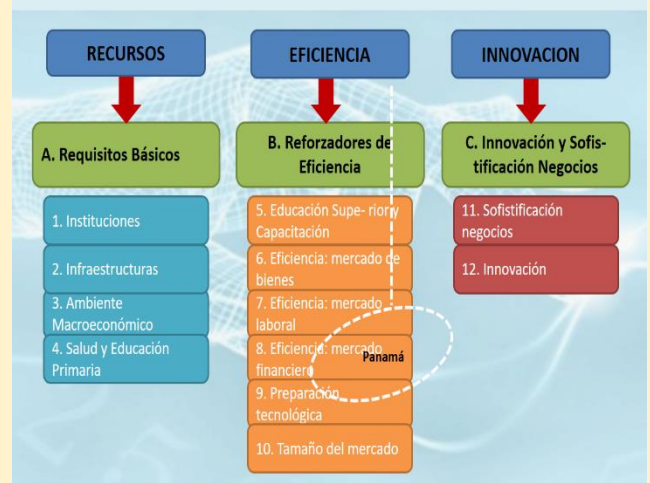 RECURSOS
EFICIENCIA
INNOVACION
A. Requisitos Básicos
B. Reforzadores de
Eficiencia
C. Innovación y Sofis-
tificación Negocios
1. Instituciones
2. Infraestructuras
3. Ambiente
Macroeconómico
4. Salud y Educación
Primaria
5. Educación Supe- rior y
Capacitación
6. Eficiencia: mercado de
bienes
7. Eficiencia: mercado
laboral
8. Eficiencia: mercado
financiero
Panamá
9. Preparación
tecnológica
10. Tamaño del mercado
11. Sofistificación
negocios
12. Innovación